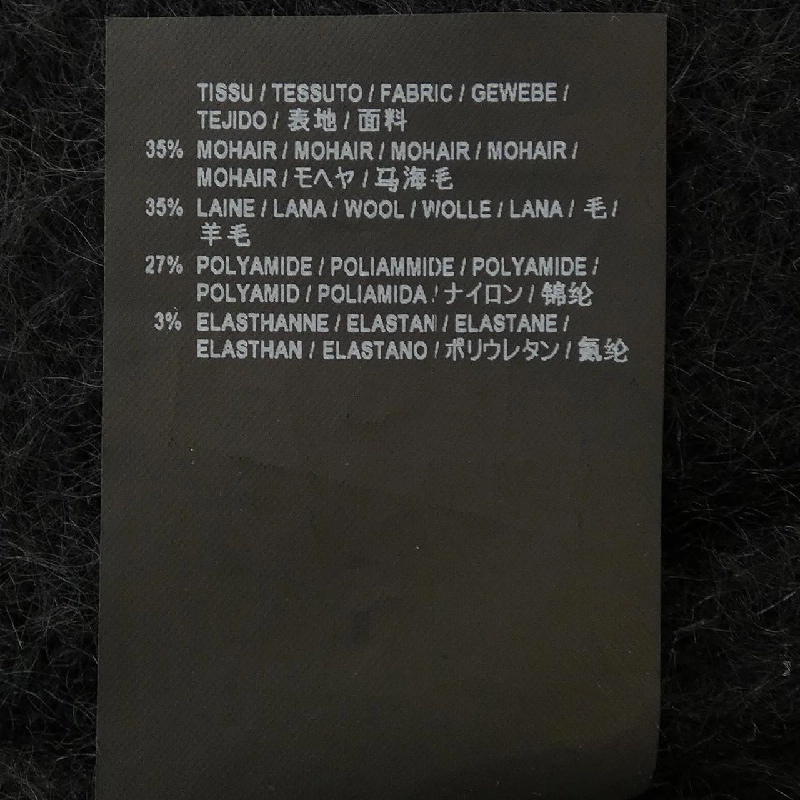 TISSU / TESSUTO / FABRIC / GEWEBE /
TEJIDO / 表地 / 面料
35% MOHAIR / MOHAIR / MOHAIR / MOHAIR /
MOHAIR / モヘヤ / 马海毛
35% LAINE / LANA / WOOL / WOLLE / LANA / 毛 /
羊毛
27% POLYAMIDE / POLIAMMIDE / POLYAMIDE /
POLYAMID / POLIAMIDA / ナイロン / 锦纶
3% ELASTHANNE / ELASTAN / ELASTANE /
ELASTHAN / ELASTANO / ポリウレタン / 氨纶